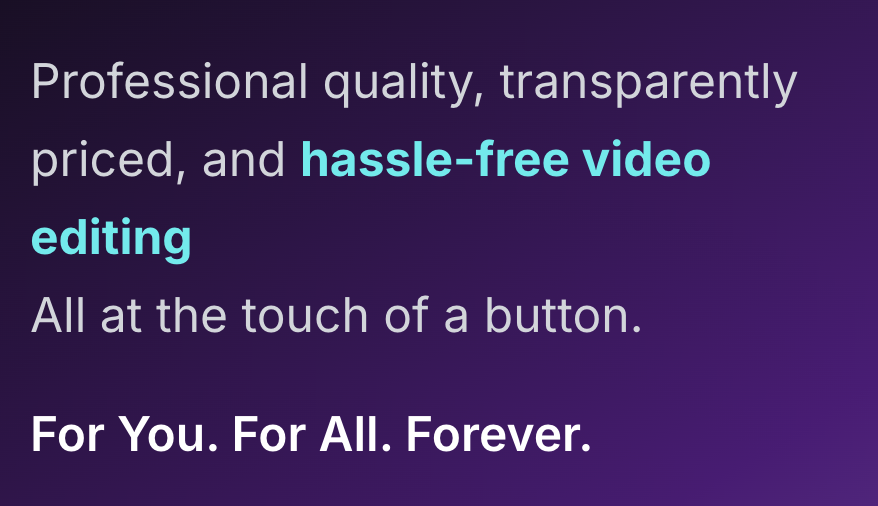 Professional quality, transparently
priced, and hassle-free video
editing
All at the touch of a button.
For You. For All. Forever.